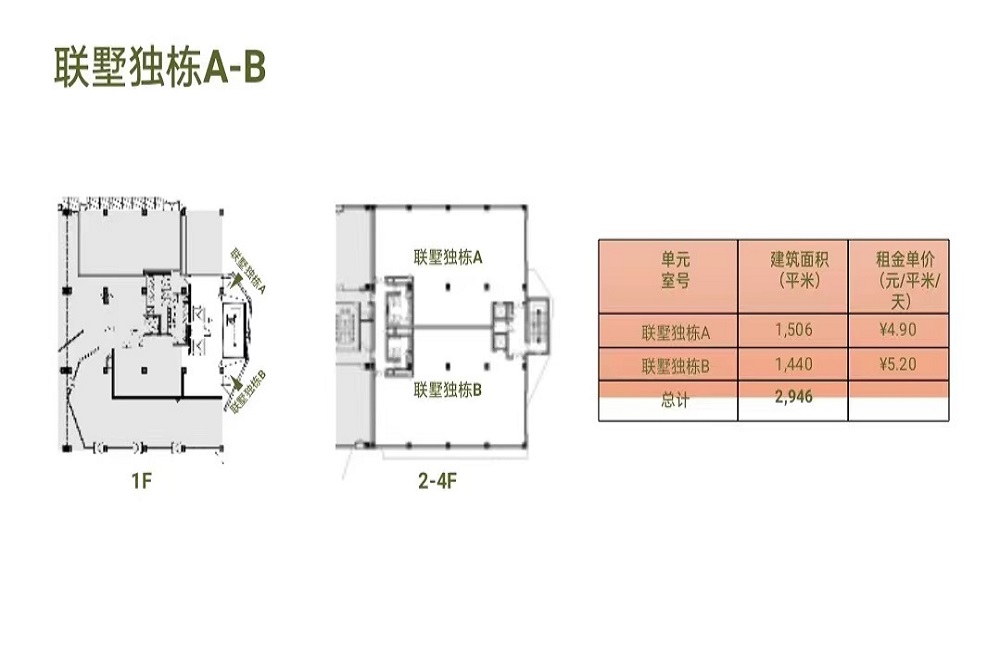 联墅独栋A-B
联墅独栋A
联墅独栋B
1F
联墅独栋A
联墅独栋B
2-4F
单元
室号
建筑面积
（平米）
租金单价
（元/平米/
天）
联墅独栋A 1,506 ¥4.90
联墅独栋B 1,440 ¥5.20
总计 2,946